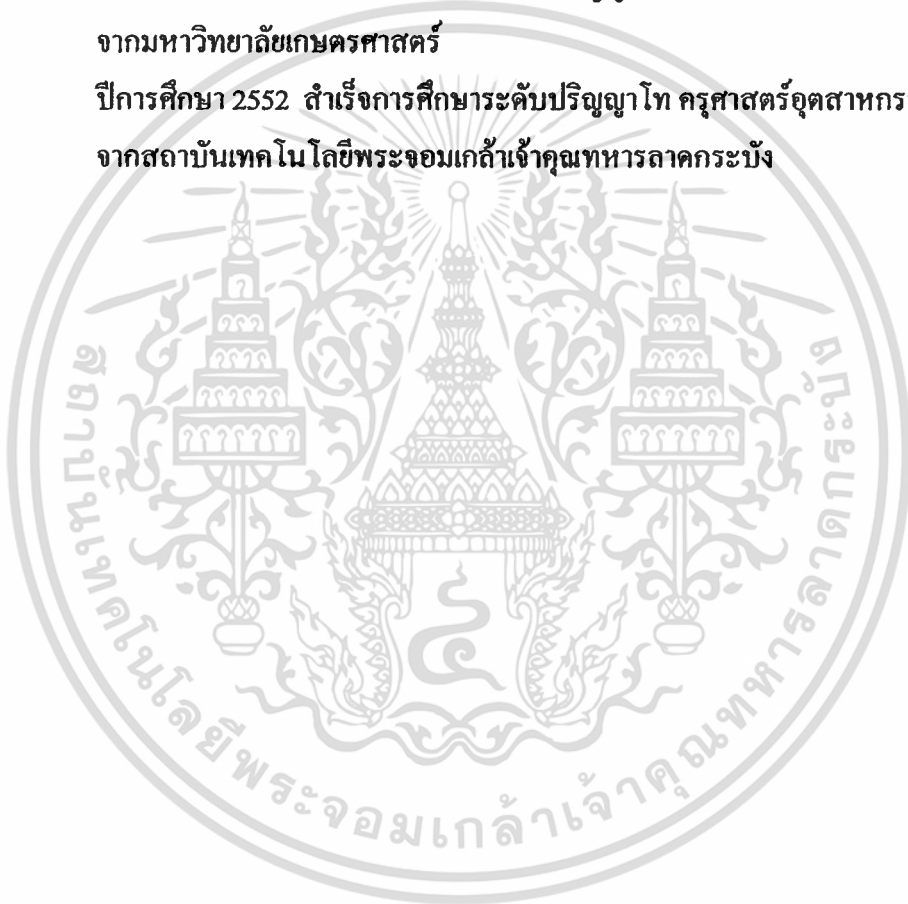 จากมหาวิทยาลัยเกษตรศาสตร์
ปีการศึกษา 2552 สำเร็จการศึกษาระดับปริญญาโท ครุศาสตร์อุตสาหกร
จากสถาบันเทคโนโลยีพระจอมเกล้าเจ้าคุณทหารลาดกระบัง
สถาบันเทคโนโลยีพระจอมเกล้าเจ้าคุณทหารลาดกระบัง
๔